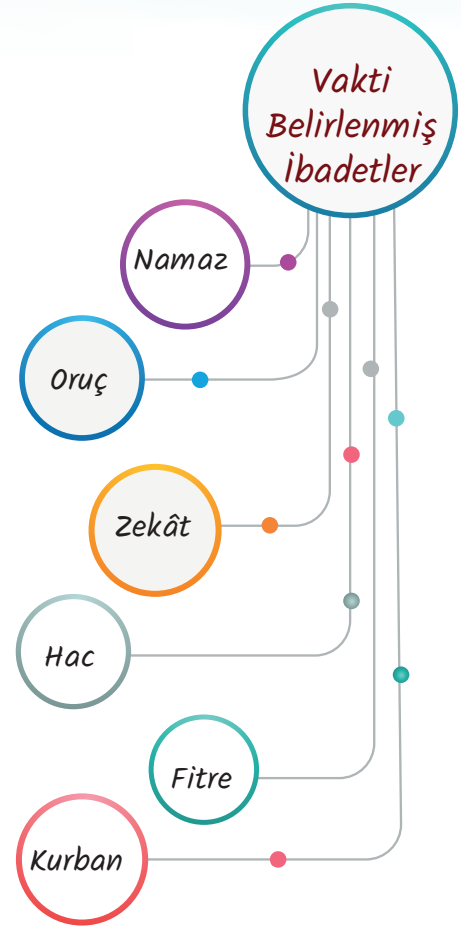 Vakti
Belirlenmiş
İbadetler
Namaz
Oruç
Zekât
Hac
Fitre
Kurban